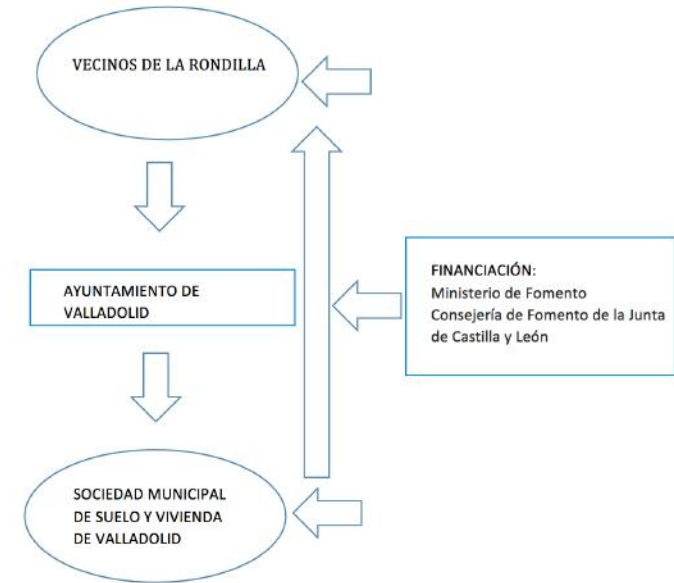 VECINOS DE LA RONDILLA
AYUNTAMIENTO DE
VALLADOLID
FINANCIACIÓN:
Ministerio de Fomento
Consejería de Fomento de la Junta
de Castilla y León
SOCIEDAD MUNICIPAL
DE SUELO Y VIVIENDA
DE VALLADOLID